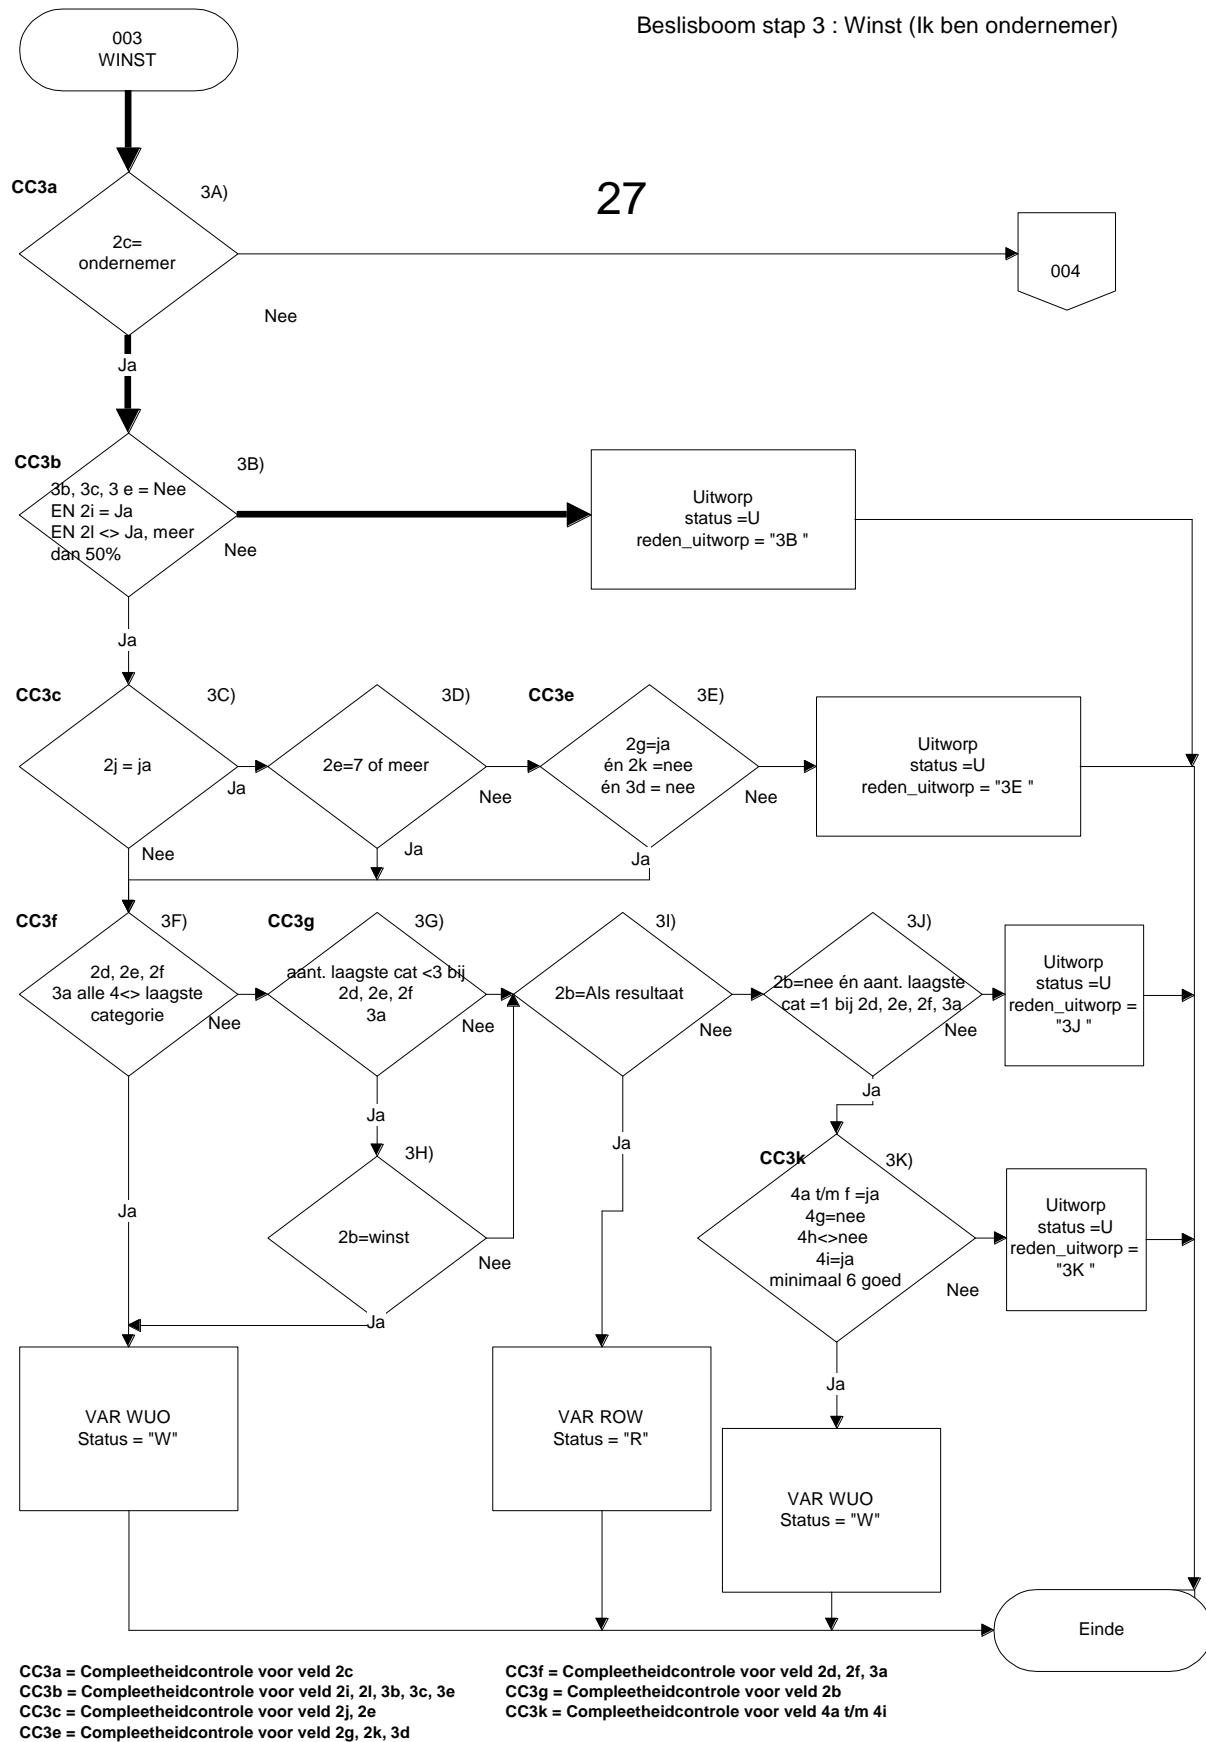 Beslisboom stap 3 : Winst (Ik ben ondernemer)
003
WINST
27
CC3a
3A)
2c=
ondernemer
004
Nee
Ja
CC3b
3B)
3b, 3c, 3 e = Nee
EN 2i = Ja
EN 2l <> Ja, meer
dan 50%
Nee
Uitworp
status =U
reden_uitworp = "3B "
Ja
CC3c
3C)
2j = ja
Ja
Nee
3D)
2e=7 of meer
Nee
Ja
CC3e
3E)
2g=ja
én 2k =nee
én 3d = nee
Nee
Ja
Uitworp
status =U
reden_uitworp = "3E "
CC3f
3F)
2d, 2e, 2f
3a alle 4<> laagste
categorie
Nee
Ja
CC3g
3G)
aant. laagste cat <3 bij
2d, 2e, 2f
3a
Nee
Ja
3I)
2b=Als resultaat
Nee
Ja
3J)
2b=nee én aant. laagste
cat =1 bij 2d, 2e, 2f, 3a
Nee
Ja
Uitworp
status =U
reden_uitworp =
"3J "
3H)
2b=winst
Nee
Ja
CC3k
3K)
4a t/m f =ja
4g=nee
4h<>nee
4i=ja
minimaal 6 goed
Nee
Ja
Uitworp
status =U
reden_uitworp =
"3K "
VAR WUO
Status = "W"
VAR ROW
Status = "R"
VAR WUO
Status = "W"
Einde
CC3a = Compleetheidcontrole voor veld 2c
CC3b = Compleetheidcontrole voor veld 2i, 2l, 3b, 3c, 3e
CC3c = Compleetheidcontrole voor veld 2j, 2e
CC3e = Compleetheidcontrole voor veld 2g, 2k, 3d
CC3f = Compleetheidcontrole voor veld 2d, 2f, 3a
CC3g = Compleetheidcontrole voor veld 2b
CC3k = Compleetheidcontrole voor veld 4a t/m 4i